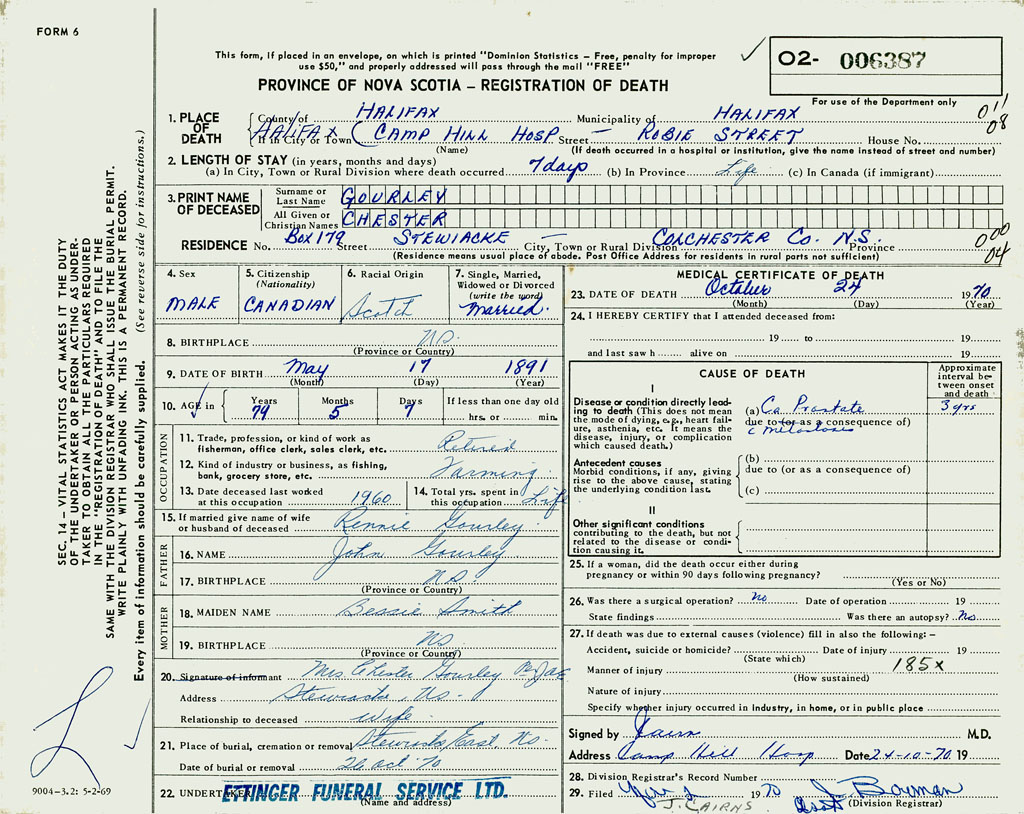 FORM 6
This form, if placed in an envelope, on which is printed "Dominion Statistics – Free, penalty for improper
use $50," and properly addressed will pass through the mail "FREE"
PROVINCE OF NOVA SCOTIA – REGISTRATION OF DEATH
02- 006387
For use of the Department only
011
08
1. PLACE OF DEATH
County of HALIFAX Municipality of HALIFAX
HALIFAX If in City or Town (CAMP HILL HOSP Street – ROBIE STREET House No.
(Name) (If death occurred in a hospital or institution, give the name instead of street and number)
2. LENGTH OF STAY (in years, months and days)
(a) In City, Town or Rural Division where death occurred 7 days (b) In Province Life (c) In Canada (if immigrant)
3. PRINT NAME OF DECEASED
Surname or Last Name GOURLEY
All Given or Christian Names CHESTER
RESIDENCE No. Box 179 Street STEWIACKE – City, Town or Rural Division COLCHESTER Co. N.S. Province
000
04
(Residence means usual place of abode. Post Office Address for residents in rural parts not sufficient)
4. Sex MALE
5. Citizenship (Nationality) CANADIAN
6. Racial Origin Scotch
7. Single, Married, Widowed or Divorced (write the word) Married.
8. BIRTHPLACE N.S.
(Province or Country)
9. DATE OF BIRTH May 17 1891
(Month) (Day) (Year)
10. AGE in Years 79 Months 5 Days 7 If less than one day old hrs. or min.
OCCUPATION
11. Trade, profession, or kind of work as fisherman, office clerk, sales clerk, etc. Retired
12. Kind of industry or business, as fishing, bank, grocery store, etc. Farming
13. Date deceased last worked at this occupation 1960
14. Total yrs. spent in this occupation Life
15. If married give name of wife or husband of deceased Rennie Gourley
FATHER
16. NAME John Gourley
17. BIRTHPLACE N.S.
(Province or Country)
MOTHER
18. MAIDEN NAME Bessie Smith
19. BIRTHPLACE N.S.
(Province or Country)
20. Signature of informant Mrs. Chester Gourley
Address Stewiacke, N.S.
Relationship to deceased Wife
21. Place of burial, cremation or removal Stewiacke East, N.S.
Date of burial or removal 26 Oct 70
22. UNDERTAKER ETTINGER FUNERAL SERVICE LTD.
(Name and address)
MEDICAL CERTIFICATE OF DEATH
23. DATE OF DEATH October 24 1970
(Month) (Day) (Year)
24. I HEREBY CERTIFY that I attended deceased from:
19 to 19
and last saw h alive on 19
CAUSE OF DEATH
Approximate interval between onset and death
I
Disease or condition directly leading to death (This does not mean the mode of dying, e.g., heart failure, asthenia, etc. It means the disease, injury, or complication which caused death.)
(a) Ca. Prostate 3 yrs
due to (or as a consequence of)
c metastases
Antecedent causes
Morbid conditions, if any, giving rise to the above cause, stating the underlying condition last.
(b)
due to (or as a consequence of)
(c)
II
Other significant conditions contributing to the death, but not related to the disease or condition causing it.
25. If a woman, did the death occur either during pregnancy or within 90 days following pregnancy?
(Yes or No)
26. Was there a surgical operation? No Date of operation 19
State findings Was there an autopsy? No
27. If death was due to external causes (violence) fill in also the following: –
Accident, suicide or homicide? Date of injury 19
(State which)
Manner of injury 185X
(How sustained)
Nature of injury
Specify whether injury occurred in industry, in home, or in public place
Signed by M.D.
Address Camp Hill Hosp Date 24-10-70 19
28. Division Registrar's Record Number
29. Filed 1970 J. Bowman
J. CAIRNS
(Division Registrar)
SEC. 14 – VITAL STATISTICS ACT MAKES IT THE DUTY
OF THE UNDERTAKER OR PERSON ACTING AS UNDERTAKER TO OBTAIN ALL THE PARTICULARS REQUIRED
IN THE "REGISTRATION OF DEATH" AND TO FILE THE
SAME WITH THE DIVISION REGISTRAR WHO SHALL ISSUE THE BURIAL PERMIT.
WRITE PLAINLY WITH UNFADING INK. THIS IS A PERMANENT RECORD.
Every item of information should be carefully supplied. (See reverse side for instructions.)
9004-3.2: 5-2-69